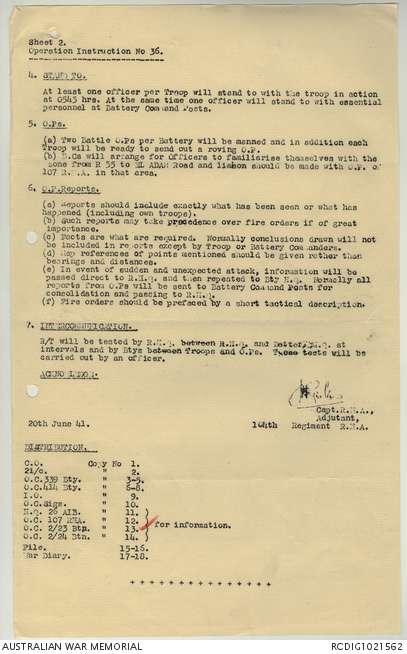 Sheet 2.
Operation Instruction No 36.
4. STAND TO.
At least one officer per Troop will stand to with the troop in action
at 0545 hrs. At the same time one officer will stand to with essential
personnel at Battery Command Posts.
5. O.Ps.
(a) Two Battle O.Ps per Battery will be manned and in addition each
Troop will be ready to send out a roving O.P.
(b) B.Cs will arrange for Officers to familiarise themselves with the
zone from R 55 to EL ADAM Road and liaison should be made with O.P. of
107 R.H.A. in that area.
6. O.P.Reports.
(a) Reports should include exactly what has been seen or what has
happened (including own troops).
(b) Such reports may take precedence over fire orders if of great
importance.
(c) Facts are what are required. Normally conclusions drawn will not
be included in reports except by Troop or Battery Commanders.
(d) Map references of points mentioned should be given rather than
bearings and distances.
(e) In event of sudden and unexpected attack, information will be
passed direct to R.H.Q. and then repeated to Bty H.Q. Normally all
reports from O.Ps will be sent to Battery Command Posts for
consolidation and passing to R.H.Q.
(f) Fire orders should be prefaced by a short tactical description.
7. INTERCOMMUNICATION.
R/T will be tested by R.H.Q. between R.H.Q. and Battery H.Q. at
intervals and by Btys between Troops and O.Ps. These tests will be
carried out by an officer.
ACKNOWLEDGE.
Capt.R.H.A.,
Adjutant,
20th June 41. 104th Regiment R.H.A.
DISTRIBUTION.
C.O. Copy No 1.
2i/c. " 2.
O.C.339 Bty. " 3-5.
O.C.414 Bty. " 6-8.
I.O. " 9.
O.C.Sigs. " 10.
H.Q. 26 AIB. " 11.
O.C. 107 RHA. " 12. for information.
O.C. 2/23 Btn. " 13.
O.C. 2/24 Btn. " 14.
File. 15-16.
War Diary. 17-18.
+ + + + + + + + + + + + + + +
AUSTRALIAN WAR MEMORIAL RCDIG1021562